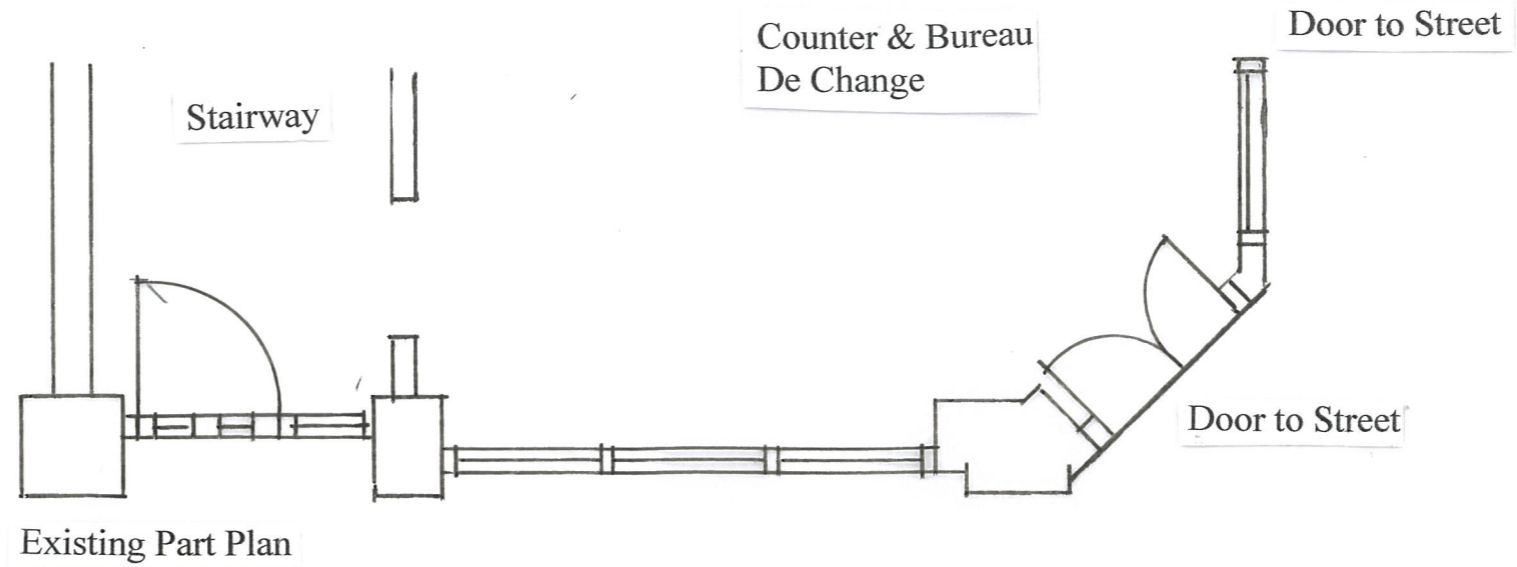 Door to Street
Counter & Bureau
De Change
Stairway
Door to Street
Existing Part Plan